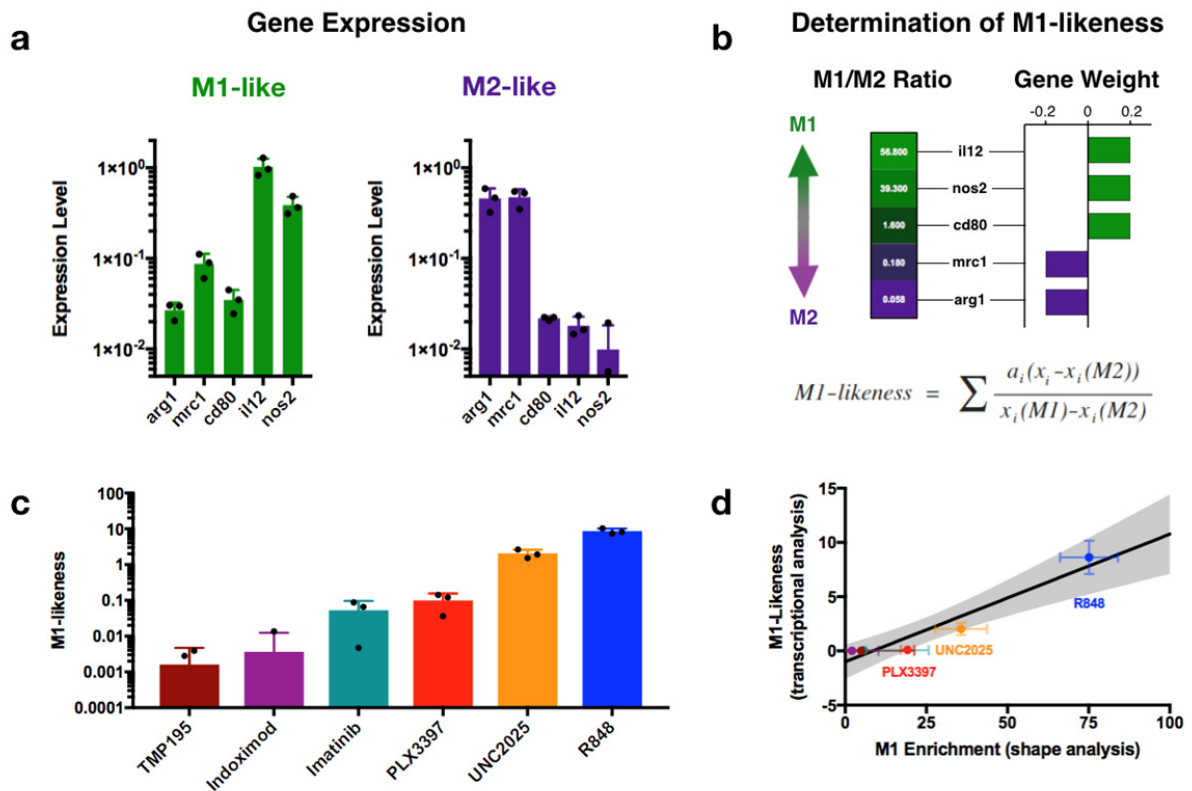 a
Gene Expression
M1-like
M2-like
Expression Level
1×10⁰
1×10⁻¹
1×10⁻²
arg1
mrc1
cd80
il12
nos2
Expression Level
1×10⁰
1×10⁻¹
1×10⁻²
arg1
mrc1
cd80
il12
nos2
b
Determination of M1-likeness
M1/M2 Ratio
Gene Weight
-0.2 0 0.2
M1
M2
56.800 il12
39.300 nos2
1.600 cd80
0.180 mrc1
0.058 arg1
M1-likeness = ∑ a_i(x_i-x_i(M2)) / x_i(M1)-x_i(M2)
c
M1-likeness
100
10
1
0.1
0.01
0.001
0.0001
TMP195
Indoximod
Imatinib
PLX3397
UNC2025
R848
d
M1-Likeness
(transcriptional analysis)
15
10
5
0
-5
R848
UNC2025
PLX3397
0 25 50 75 100
M1 Enrichment (shape analysis)